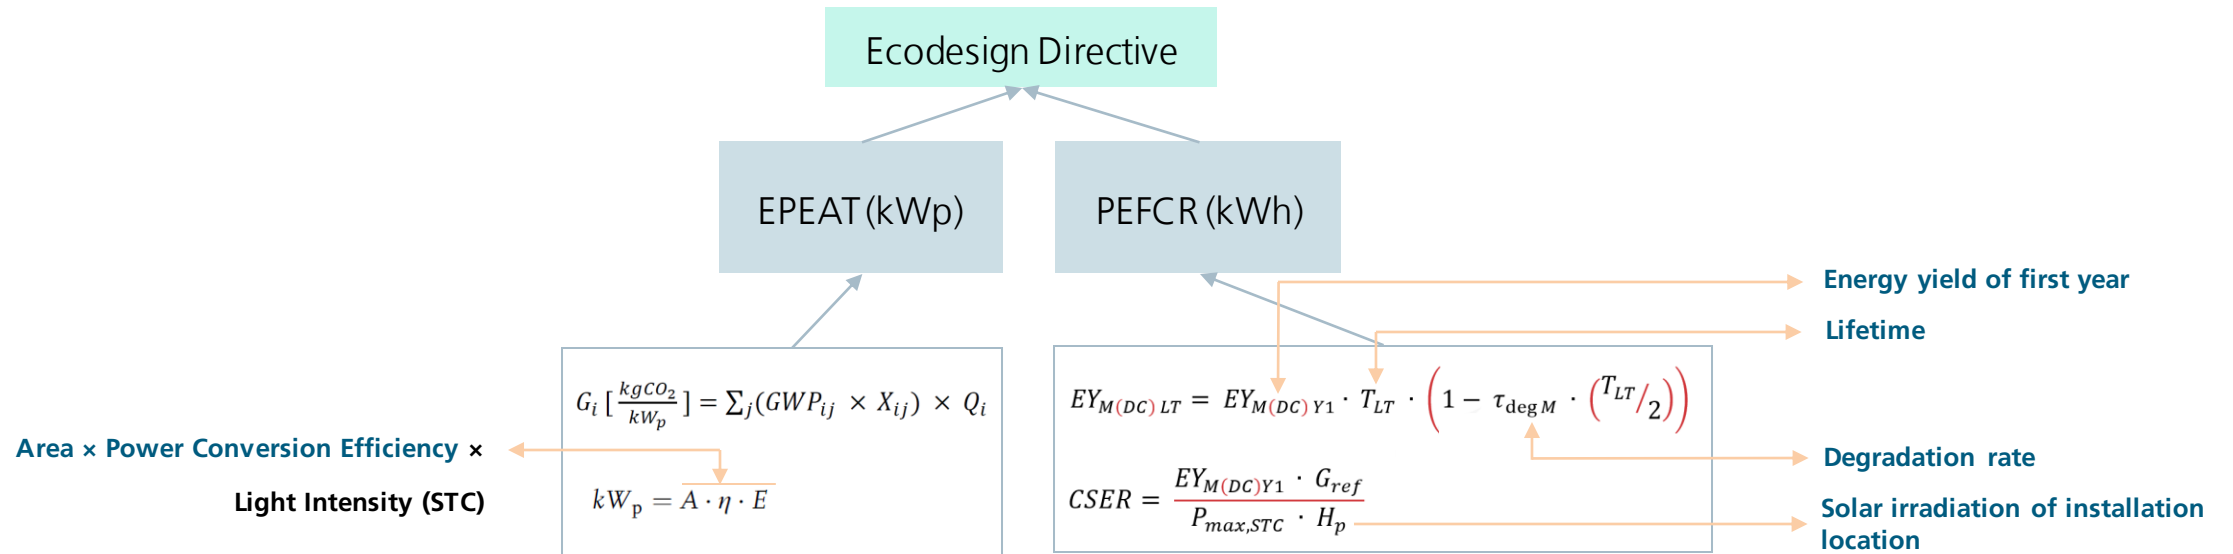 Ecodesign Directive
EPEAT (kWp)
PEFCR (kWh)
Energy yield of first year
Lifetime
G_i [kgCO_2/kW_p] = ∑_j(GWP_ij × X_ij) × Q_i
EY_M(DC) LT = EY_M(DC) Y1 · T_LT · (1 − τ_deg M · (T_LT/2))
Area × Power Conversion Efficiency ×
Light Intensity (STC)
kW_p = A · η · E
CSER = EY_M(DC)Y1 · G_ref / P_max,STC · H_p
Degradation rate
Solar irradiation of installation
location